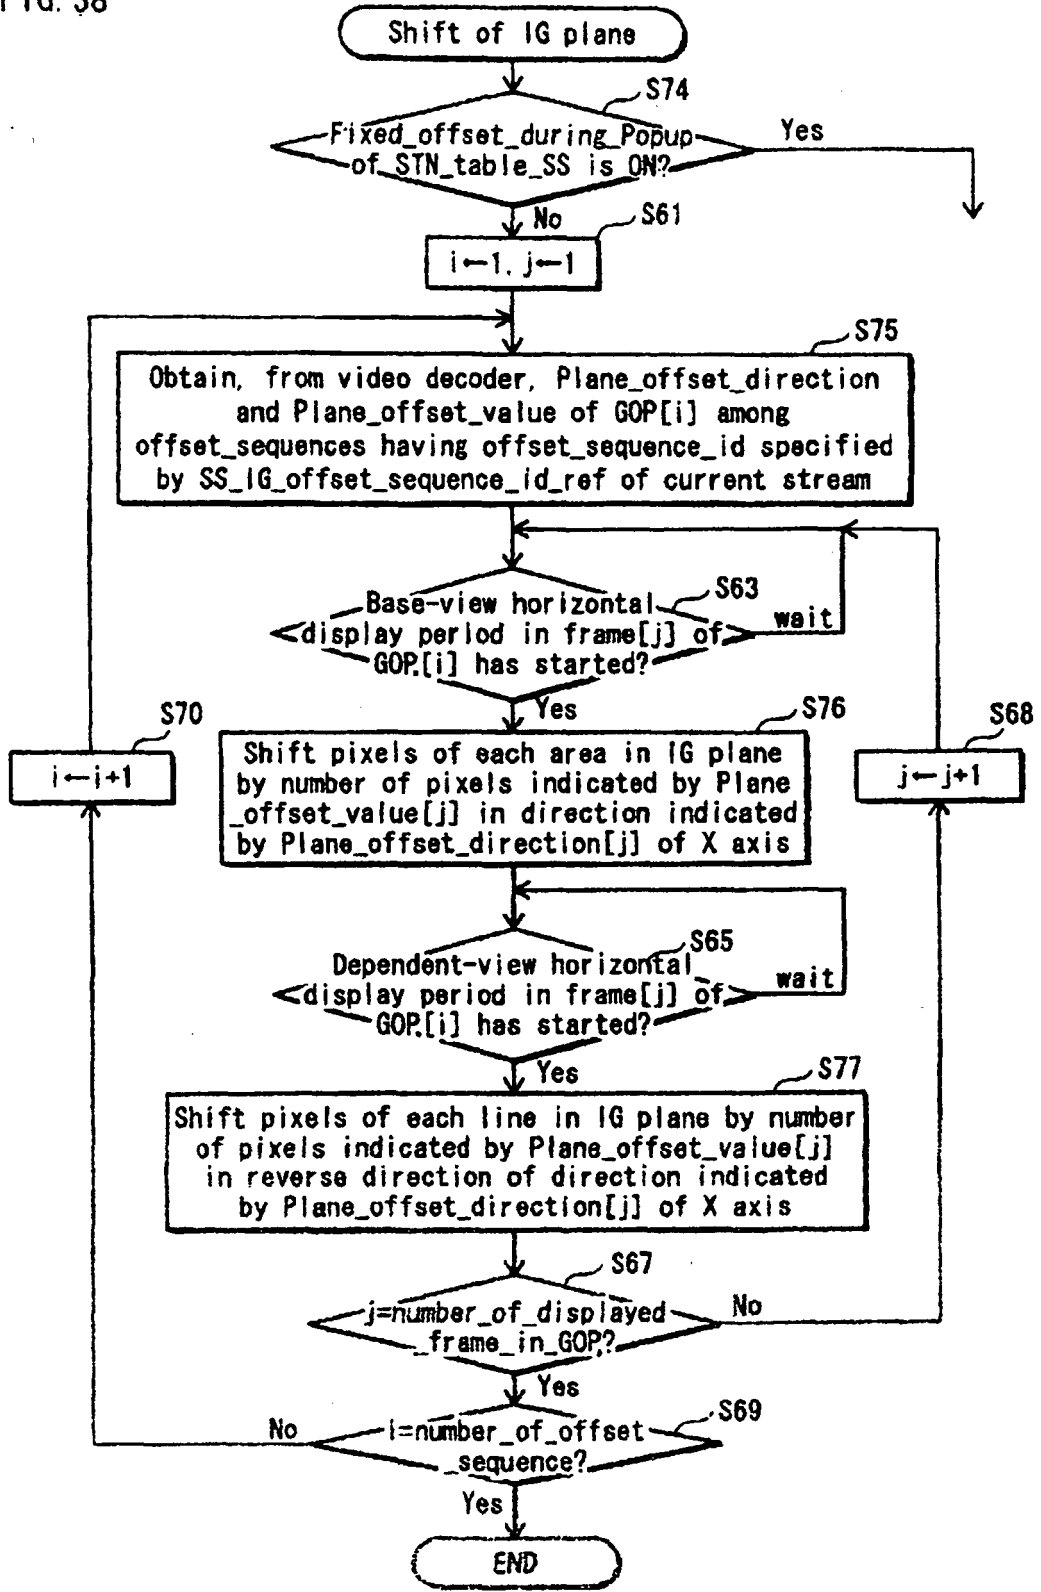 FIG. 38
Shift of IG plane
S74
Fixed_offset_during_Popup
of STN_table_SS is ON?
Yes
No
S61
i←1, j←1
S75
Obtain, from video decoder, Plane_offset_direction
and Plane_offset_value of GOP[i] among
offset_sequences having offset_sequence_id specified
by SS_IG_offset_sequence_id_ref of current stream
S63
Base-view horizontal
display period in frame[j] of
GOP[i] has started?
wait
Yes
S76
Shift pixels of each area in IG plane
by number of pixels indicated by Plane
_offset_value[j] in direction indicated
by Plane_offset_direction[j] of X axis
S70
i←i+1
S68
j←j+1
S65
Dependent-view horizontal
display period in frame[j] of
GOP[i] has started?
wait
Yes
S77
Shift pixels of each line in IG plane by number
of pixels indicated by Plane_offset_value[j]
in reverse direction of direction indicated
by Plane_offset_direction[j] of X axis
S67
j=number_of_displayed
_frame_in_GOP?
No
Yes
S69
i=number_of_offset
_sequence?
No
Yes
END